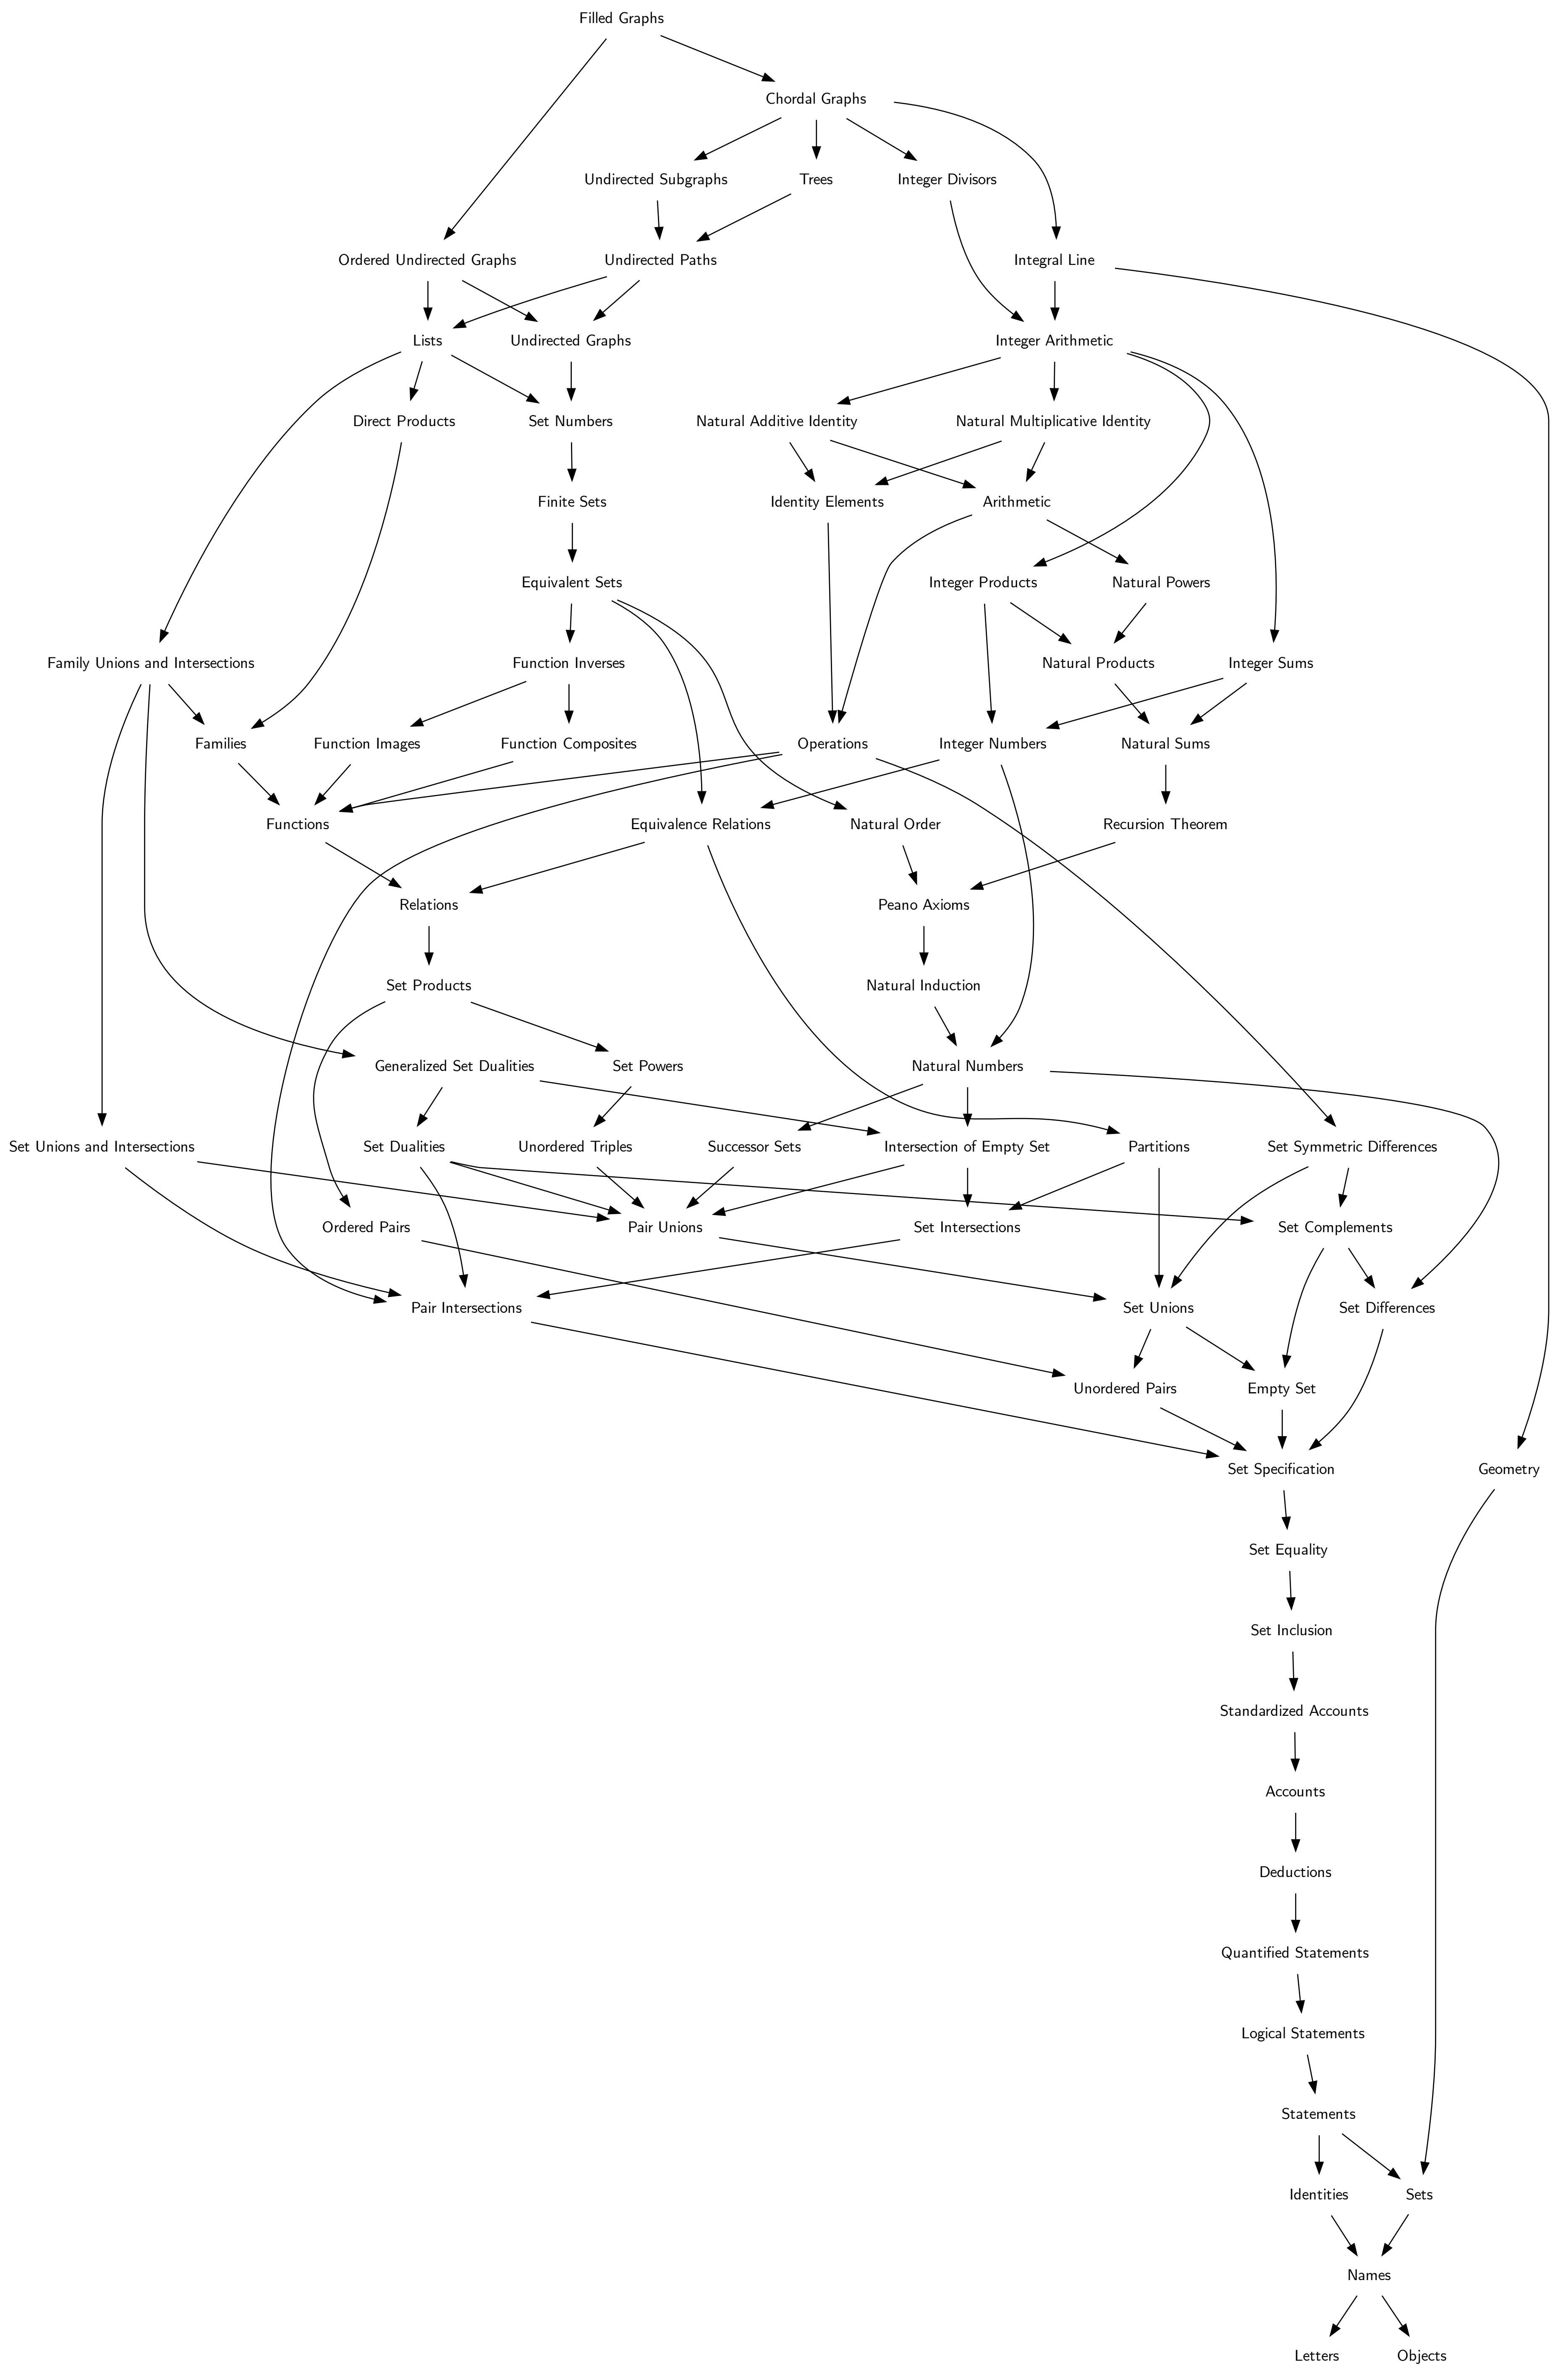 Filled Graphs
Chordal Graphs
Undirected Subgraphs
Trees
Integer Divisors
Ordered Undirected Graphs
Undirected Paths
Integral Line
Lists
Undirected Graphs
Integer Arithmetic
Direct Products
Set Numbers
Natural Additive Identity
Natural Multiplicative Identity
Finite Sets
Identity Elements
Arithmetic
Equivalent Sets
Integer Products
Natural Powers
Family Unions and Intersections
Function Inverses
Natural Products
Integer Sums
Families
Function Images
Function Composites
Operations
Integer Numbers
Natural Sums
Functions
Equivalence Relations
Natural Order
Recursion Theorem
Relations
Peano Axioms
Set Products
Natural Induction
Generalized Set Dualities
Set Powers
Natural Numbers
Set Unions and Intersections
Set Dualities
Unordered Triples
Successor Sets
Intersection of Empty Set
Partitions
Set Symmetric Differences
Ordered Pairs
Pair Unions
Set Intersections
Set Complements
Pair Intersections
Set Unions
Set Differences
Unordered Pairs
Empty Set
Set Specification
Geometry
Set Equality
Set Inclusion
Standardized Accounts
Accounts
Deductions
Quantified Statements
Logical Statements
Statements
Identities
Sets
Names
Letters
Objects